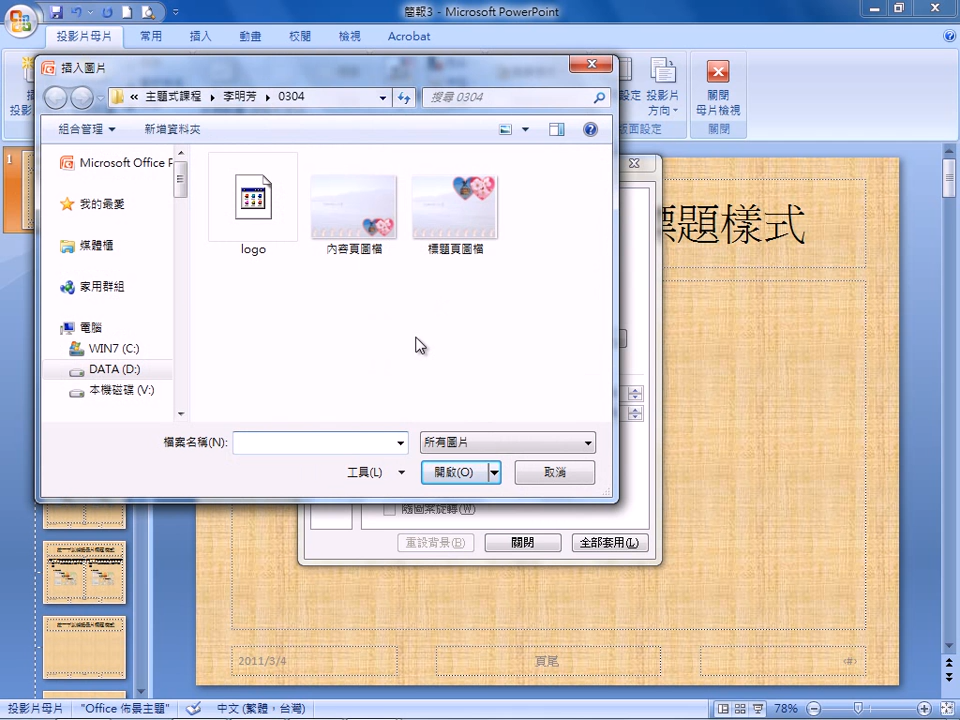 簡報3 - Microsoft PowerPoint
投影片母片
常用
插入
動畫
校閱
檢視
Acrobat
設定
投影片
方向
關閉
母片檢視
版面設定
關閉
插入圖片
« 主題式課程 ▸ 李明芳 ▸ 0304
搜尋 0304
組合管理
新增資料夾
Microsoft Office P
我的最愛
媒體櫃
家用群組
電腦
WIN7 (C:)
DATA (D:)
本機磁碟 (V:)
logo
內容頁圖檔
標題頁圖檔
檔案名稱(N):
所有圖片
工具(L)
開啟(O)
取消
隨圖案旋轉(W)
重設背景(B)
關閉
全部套用(L)
標題樣式
2011/3/4
頁尾
‹#›
1
投影片母片
"Office 佈景主題"
中文 (繁體，台灣)
78%